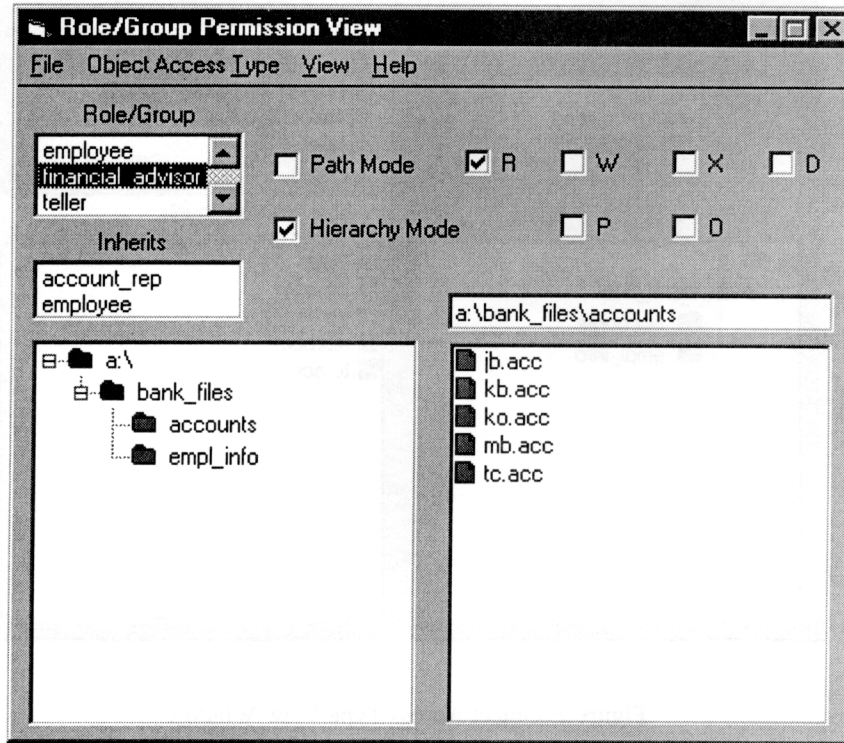 Role/Group Permission View
File Object Access Type View Help
Role/Group
employee
financial_advisor
teller
Path Mode
R
W
X
D
Hierarchy Mode
P
O
Inherits
account_rep
employee
a:\bank_files\accounts
a:\
bank_files
accounts
empl_info
jb.acc
kb.acc
ko.acc
mb.acc
tc.acc